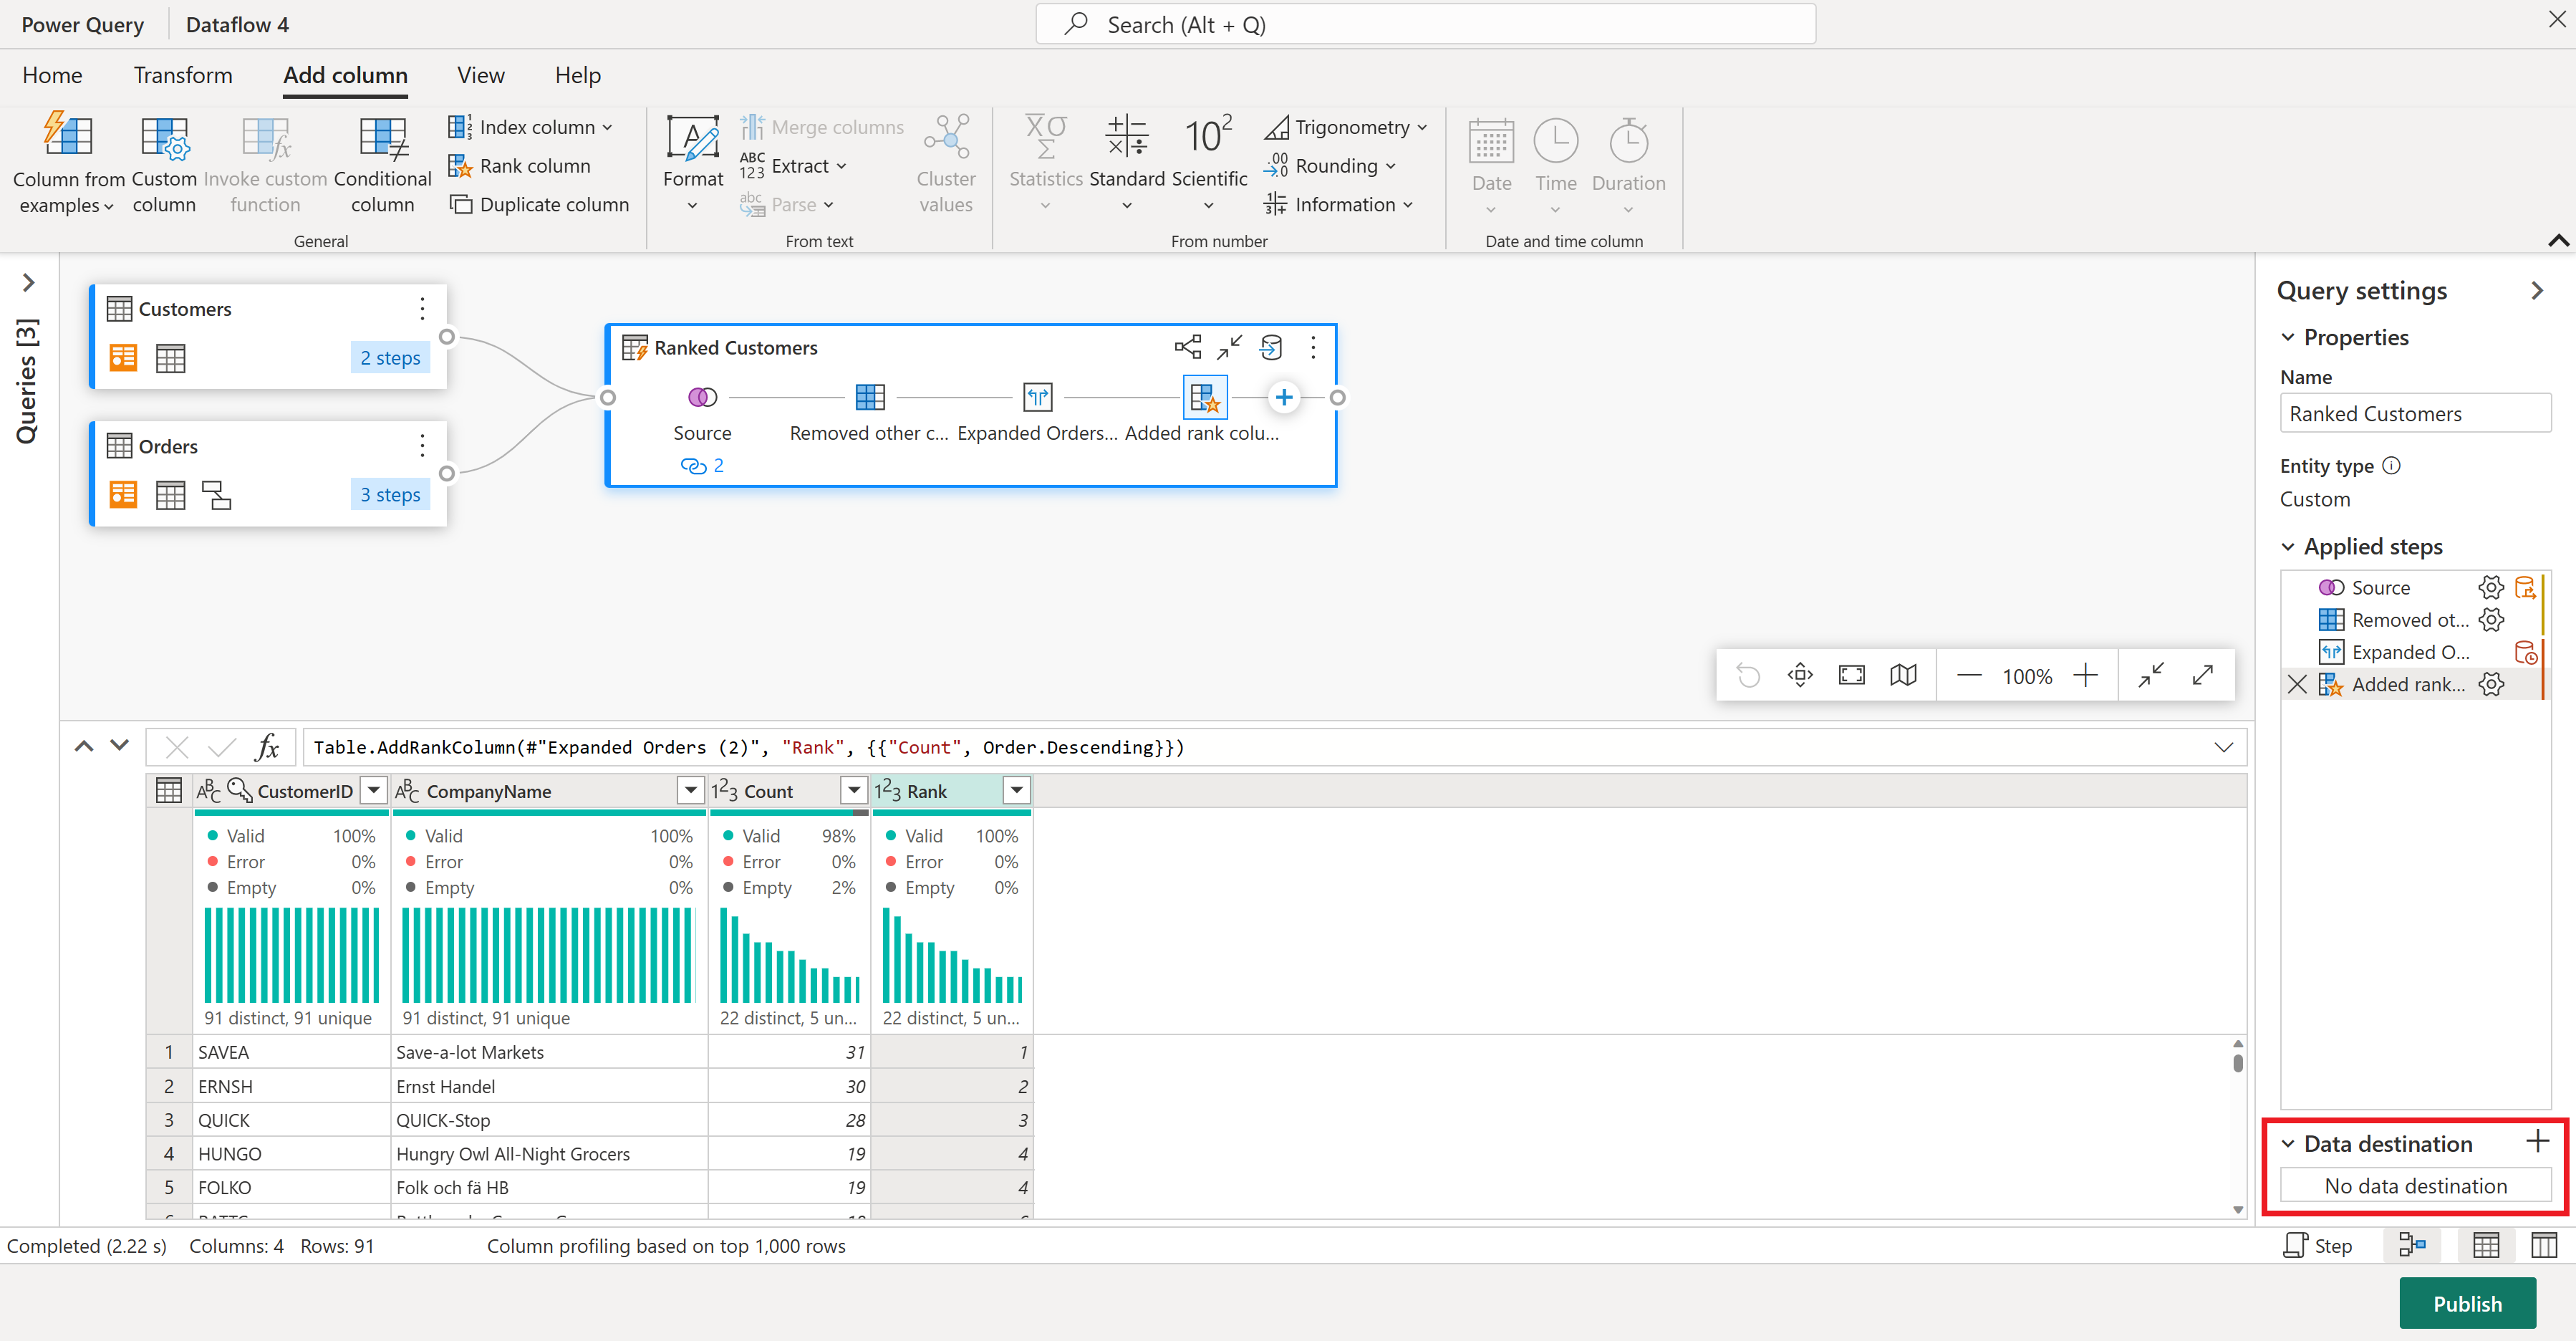 Power Query
Dataflow 4
Search (Alt + Q)
Home
Transform
Add column
View
Help
Column from
examples
Custom
column
Invoke custom
function
Conditional
column
Index column
Rank column
Duplicate column
General
Format
Merge columns
ABC
123
Extract
abc
Parse
Cluster
values
From text
Statistics
Standard
10²
Scientific
Trigonometry
.00
.0
Rounding
Information
From number
Date
Time
Duration
Date and time column
Queries [3]
Customers
2 steps
Orders
3 steps
Ranked Customers
Source
Removed other c...
Expanded Orders...
Added rank colu...
2
100%
Query settings
Properties
Name
Ranked Customers
Entity type
Custom
Applied steps
Source
Removed ot...
Expanded O...
Added rank...
fx
Table.AddRankColumn(#"Expanded Orders (2)", "Rank", {{"Count", Order.Descending}})
ABC CustomerID
ABC CompanyName
123 Count
123 Rank
Valid 100%
Error 0%
Empty 0%
91 distinct, 91 unique
Valid 100%
Error 0%
Empty 0%
91 distinct, 91 unique
Valid 98%
Error 0%
Empty 2%
22 distinct, 5 un...
Valid 100%
Error 0%
Empty 0%
22 distinct, 5 un...
1 SAVEA Save-a-lot Markets 31 1
2 ERNSH Ernst Handel 30 2
3 QUICK QUICK-Stop 28 3
4 HUNGO Hungry Owl All-Night Grocers 19 4
5 FOLKO Folk och fä HB 19 4
Data destination
No data destination
Completed (2.22 s)
Columns: 4
Rows: 91
Column profiling based on top 1,000 rows
Step
Publish